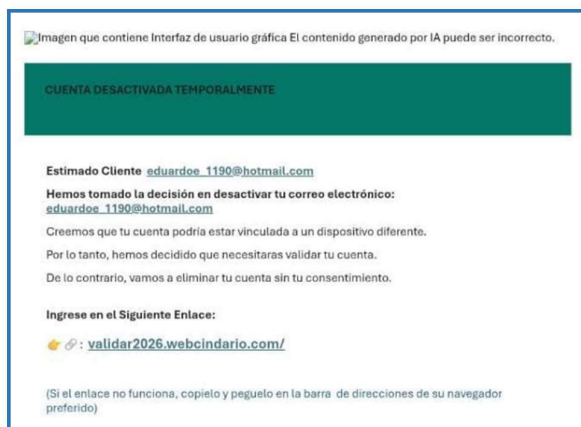 Imagen que contiene Interfaz de usuario gráfica El contenido generado por IA puede ser incorrecto.
CUENTA DESACTIVADA TEMPORALMENTE
Estimado Cliente eduardoe_1190@hotmail.com
Hemos tomado la decisión en desactivar tu correo electrónico:
eduardoe_1190@hotmail.com
Creemos que tu cuenta podría estar vinculada a un dispositivo diferente.
Por lo tanto, hemos decidido que necesitaras validar tu cuenta.
De lo contrario, vamos a eliminar tu cuenta sin tu consentimiento.
Ingrese en el Siguiente Enlace:
👉 🔗: validar2026.webcindario.com/
(Si el enlace no funciona, copielo y peguelo en la barra de direcciones de su navegador
preferido)